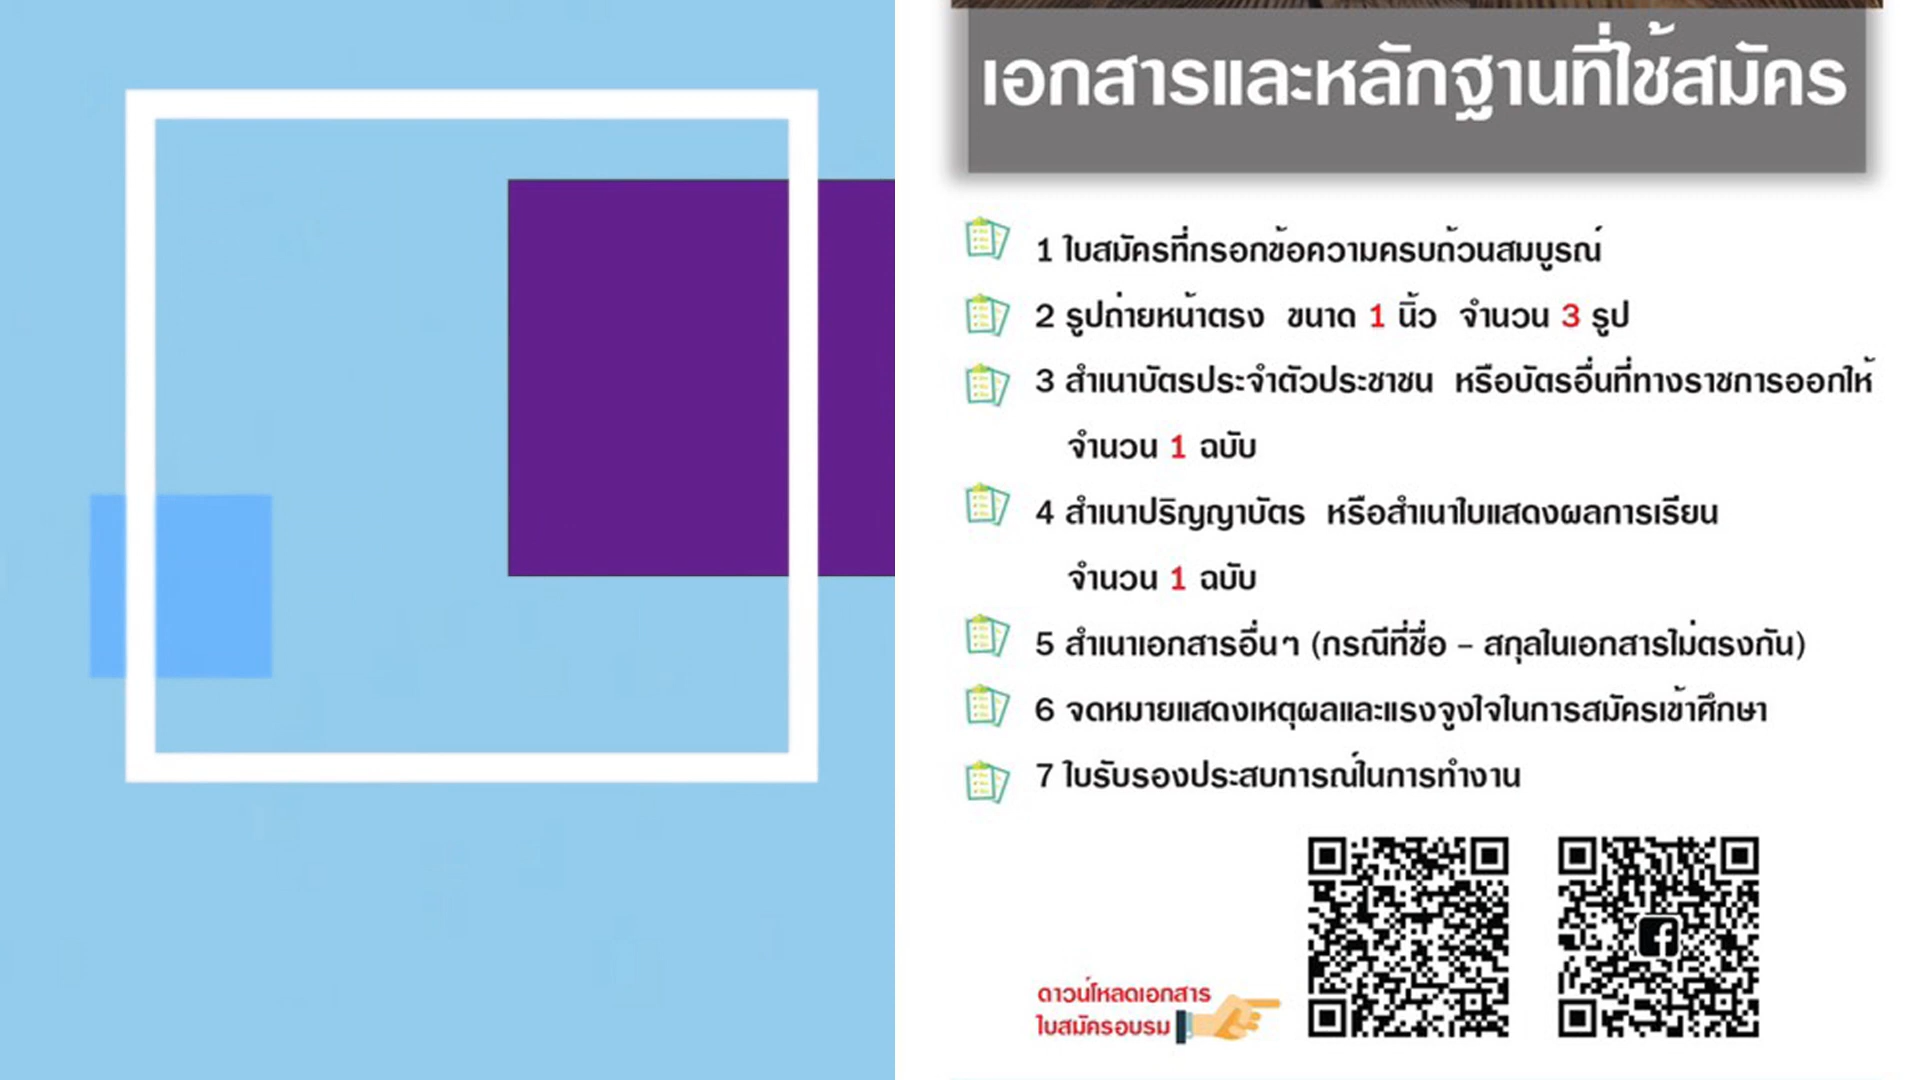 เอกสารและหลักฐานที่ใช้สมัคร
1 ใบสมัครที่กรอกข้อความครบถ้วนสมบูรณ์
2 รูปถ่ายหน้าตรง ขนาด 1 นิ้ว จำนวน 3 รูป
3 สำเนาบัตรประจำตัวประชาชน หรือบัตรอื่นที่ทางราชการออกให้
จำนวน 1 ฉบับ
4 สำเนาปริญญาบัตร หรือสำเนาใบแสดงผลการเรียน
จำนวน 1 ฉบับ
5 สำเนาเอกสารอื่นๆ (กรณีที่ชื่อ – สกุลในเอกสารไม่ตรงกัน)
6 จดหมายแสดงเหตุผลและแรงจูงใจในการสมัครเข้าศึกษา
7 ใบรับรองประสบการณ์ในการทำงาน
ดาวน์โหลดเอกสาร
ใบสมัครอบรม